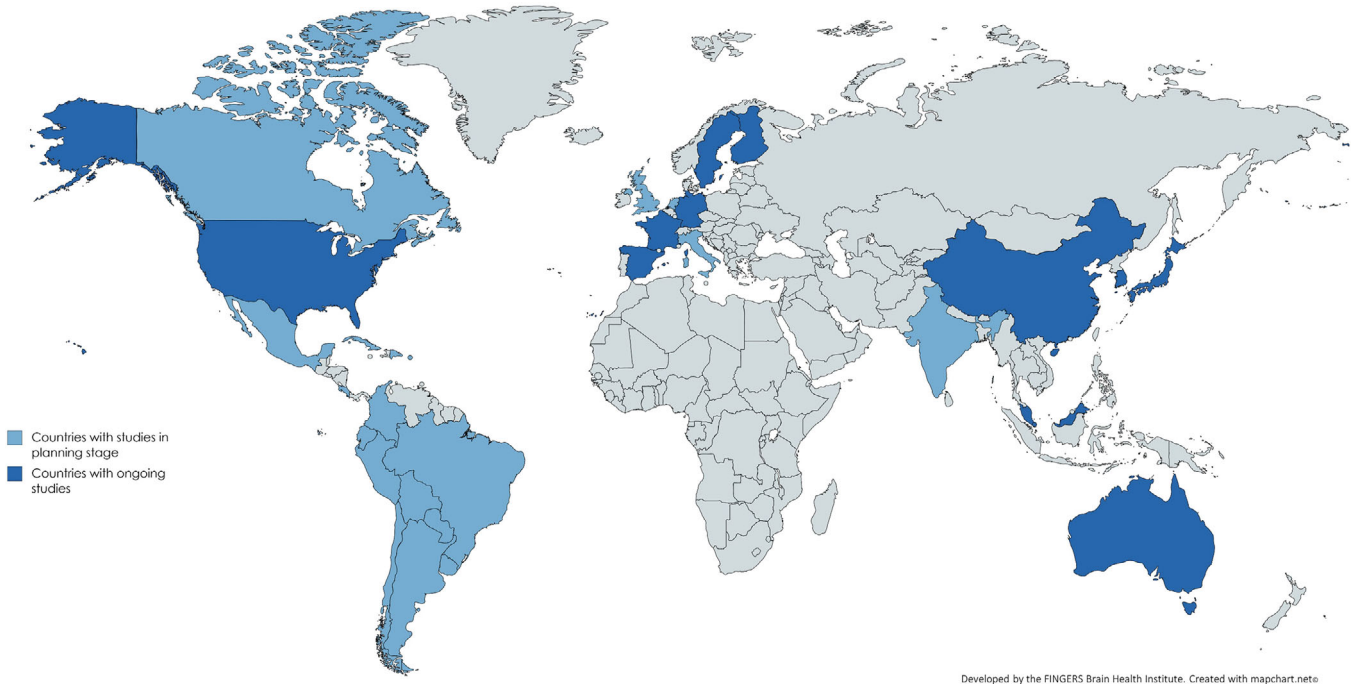 Countries with studies in
planning stage
Countries with ongoing
studies
Developed by the FINGERS Brain Health Institute. Created with mapchart.net©